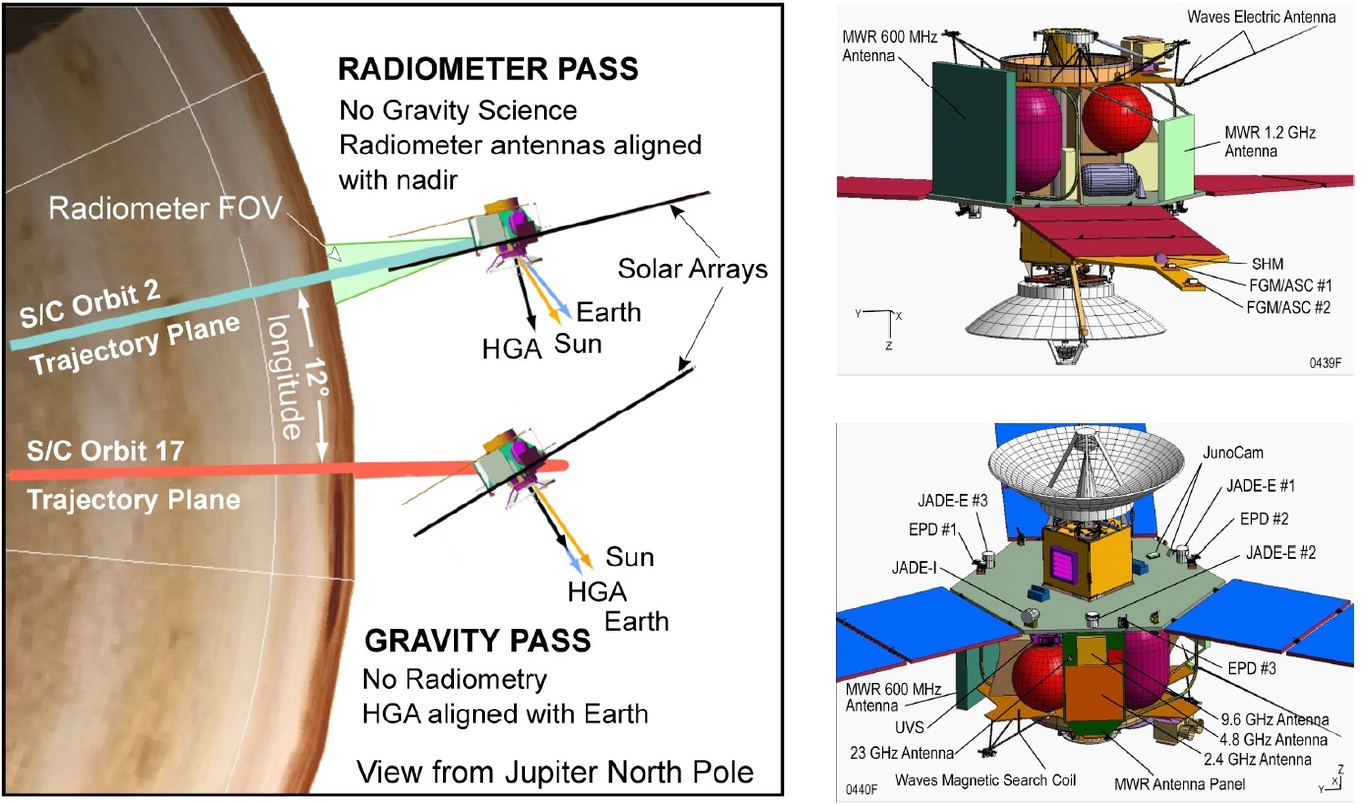 RADIOMETER PASS
No Gravity Science
Radiometer antennas aligned
with nadir
Radiometer FOV
Solar Arrays
S/C Orbit 2
Trajectory Plane
Earth
Sun
HGA
12°
longitude
S/C Orbit 17
Trajectory Plane
Sun
HGA
Earth
GRAVITY PASS
No Radiometry
HGA aligned with Earth
View from Jupiter North Pole
Waves Electric Antenna
MWR 600 MHz
Antenna
MWR 1.2 GHz
Antenna
SHM
FGM/ASC #1
FGM/ASC #2
Y
X
Z
0439F
JunoCam
JADE-E #3
JADE-E #1
EPD #1
EPD #2
JADE-I
JADE-E #2
EPD #3
MWR 600 MHz
Antenna
UVS
9.6 GHz Antenna
4.8 GHz Antenna
23 GHz Antenna
2.4 GHz Antenna
Waves Magnetic Search Coil
MWR Antenna Panel
0440F
Z
X
Y